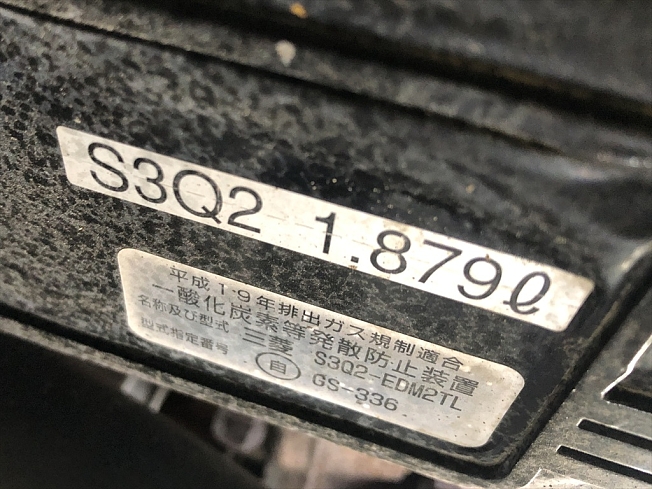 S3Q2 1.879ℓ
平成19年排出ガス規制適合
一酸化炭素等発散防止装置
名称及び型式 三菱 S3Q2-EDM2TL
型式指定番号 自 GS-336